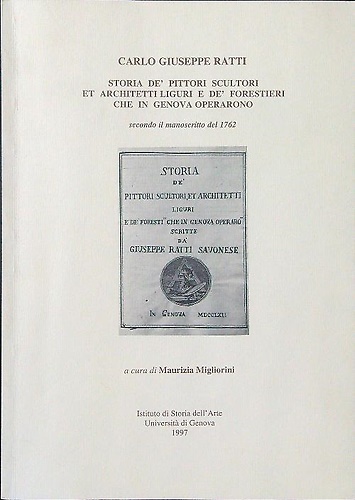 CARLO GIUSEPPE RATTI
STORIA DE' PITTORI SCULTORI
ET ARCHITETTI LIGURI E DE' FORESTIERI
CHE IN GENOVA OPERARONO
secondo il manoscritto del 1762
STORIA
DE'
PITTORI SCULTORI, ET ARCHITETTI
LIGURI
E DE' FORESTI CHE IN GENOVA OPERARO
SCRITTE
DA
GIUSEPPE RATTI SAVONESE
IN GENOVA MDCCLXII
a cura di Maurizia Migliorini
Istituto di Storia dell'Arte
Università di Genova
1997